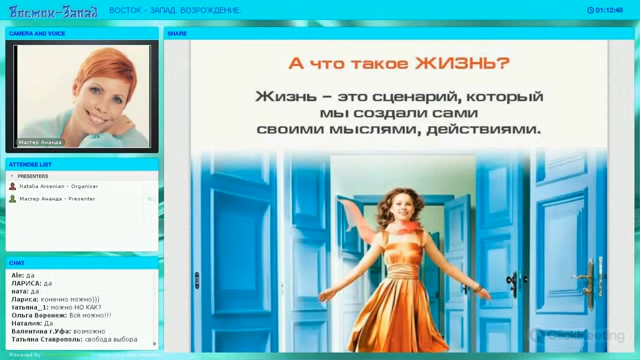 Восток-Запад
ВОСТОК – ЗАПАД. ВОЗРОЖДЕНИЕ.
01:12:48
CAMERA AND VOICE
Мастер Ананда
ATTENDEE LIST
PRESENTERS
Natalia Arsenian - Organizer
Мастер Ананда - Presenter
CHAT
Ale: да
ЛАРИСА: да
ната: да
Лариса: конечно можно)))
татьяна_1: можно НО КАК?
Ольга Воронеж: Всё можно!!!
Наталия: Да
Валентина г.Уфа: возможно
Татьяна Ставрополь: свобода выбора
Powered by
SHARE
А что такое ЖИЗНЬ?
Жизнь – это сценарий, который
мы создали сами
своими мыслями, действиями.
ClickMeeting